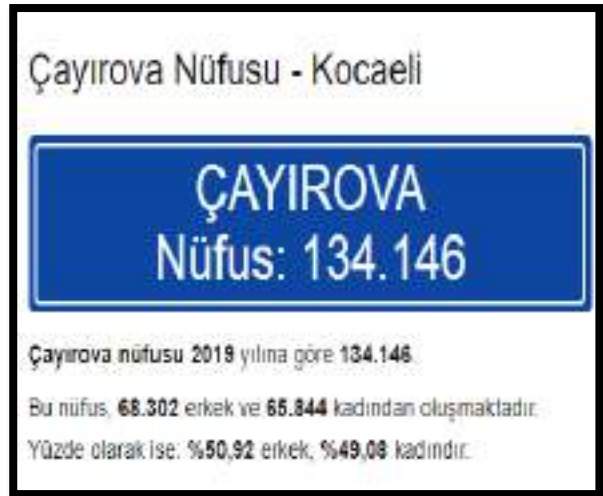 Çayırova Nüfusu - Kocaeli
ÇAYIROVA
Nüfus: 134.146
Çayırova nüfusu 2019 yılına göre 134.146.
Bu nüfus, 68.302 erkek ve 65.844 kadından oluşmaktadır.
Yüzde olarak ise: %50,92 erkek, %49,08 kadındır.